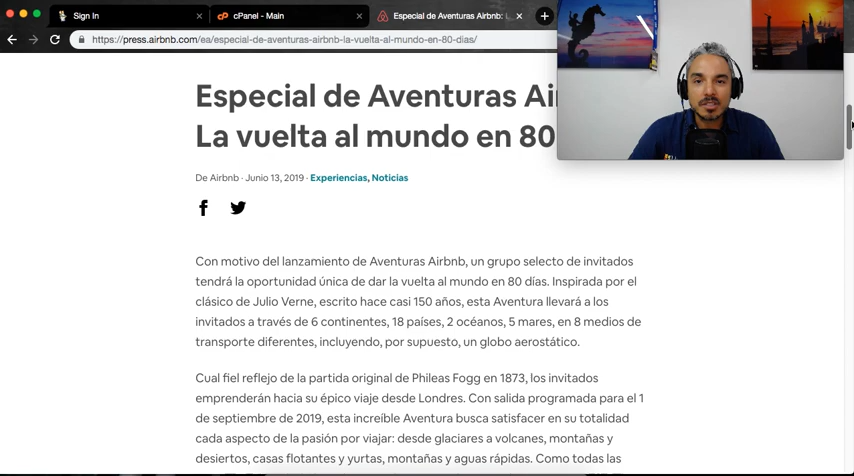 Sign In
cPanel - Main
Especial de Aventuras Airbnb: L
https://press.airbnb.com/ea/especial-de-aventuras-airbnb-la-vuelta-al-mundo-en-80-dias/
Especial de Aventuras Ai
La vuelta al mundo en 80
De Airbnb · Junio 13, 2019 · Experiencias, Noticias
Con motivo del lanzamiento de Aventuras Airbnb, un grupo selecto de invitados
tendrá la oportunidad única de dar la vuelta al mundo en 80 días. Inspirada por el
clásico de Julio Verne, escrito hace casi 150 años, esta Aventura llevará a los
invitados a través de 6 continentes, 18 países, 2 océanos, 5 mares, en 8 medios de
transporte diferentes, incluyendo, por supuesto, un globo aerostático.
Cual fiel reflejo de la partida original de Phileas Fogg en 1873, los invitados
emprenderán hacia su épico viaje desde Londres. Con salida programada para el 1
de septiembre de 2019, esta increíble Aventura busca satisfacer en su totalidad
cada aspecto de la pasión por viajar: desde glaciares a volcanes, montañas y
desiertos, casas flotantes y yurtas, montañas y aguas rápidas. Como todas las